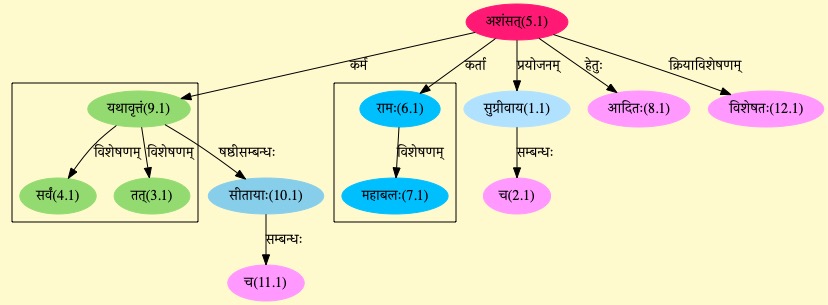 अशंसत्(5.1)
कर्म कर्ता प्रयोजनम् हेतुः क्रियाविशेषणम्
यथावृत्तं(9.1) रामः(6.1) सुग्रीवाय(1.1) आदितः(8.1) विशेषतः(12.1)
विशेषणम् विशेषणम् षष्ठीसम्बन्धः विशेषणम् सम्बन्धः
सर्वं(4.1) तत्(3.1) सीतायाः(10.1) महाबलः(7.1) च(2.1)
सम्बन्धः
च(11.1)